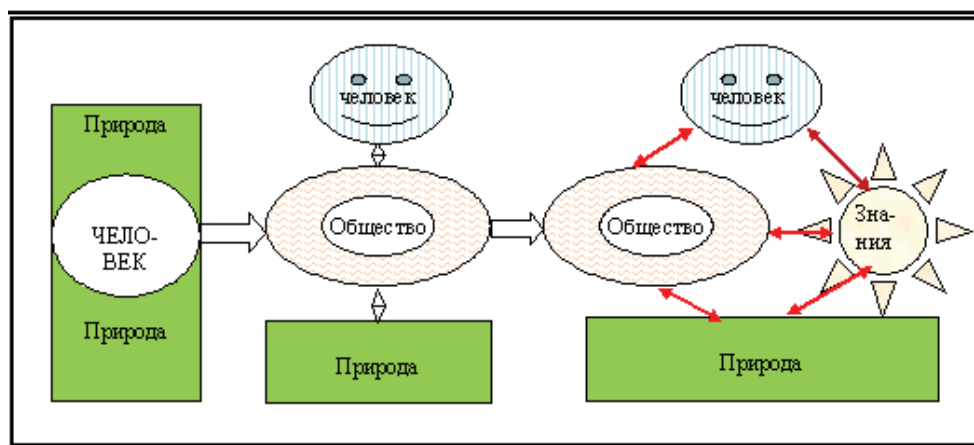 Природа
ЧЕЛО-
ВЕК
Природа
человек
Общество
Природа
человек
Общество
Зна-
ния
Природа